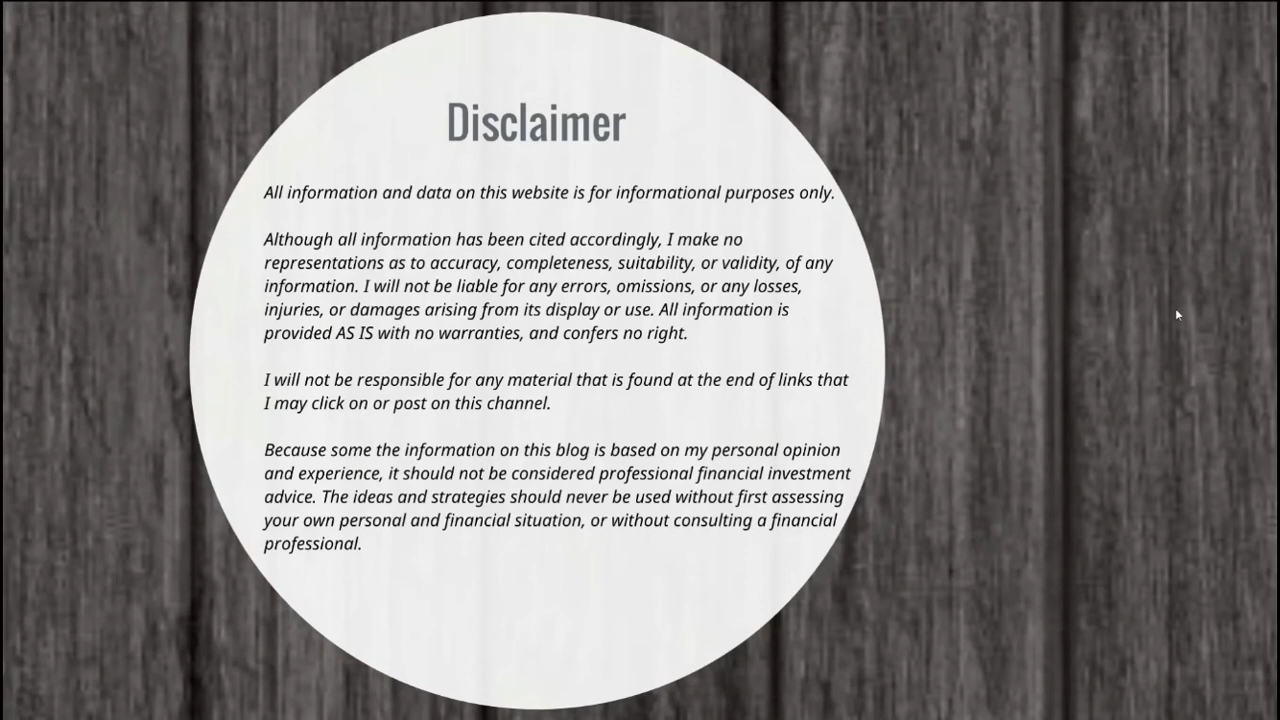 Disclaimer
All information and data on this website is for informational purposes only.
Although all information has been cited accordingly, I make no
representations as to accuracy, completeness, suitability, or validity, of any
information. I will not be liable for any errors, omissions, or any losses,
injuries, or damages arising from its display or use. All information is
provided AS IS with no warranties, and confers no right.
I will not be responsible for any material that is found at the end of links that
I may click on or post on this channel.
Because some the information on this blog is based on my personal opinion
and experience, it should not be considered professional financial investment
advice. The ideas and strategies should never be used without first assessing
your own personal and financial situation, or without consulting a financial
professional.